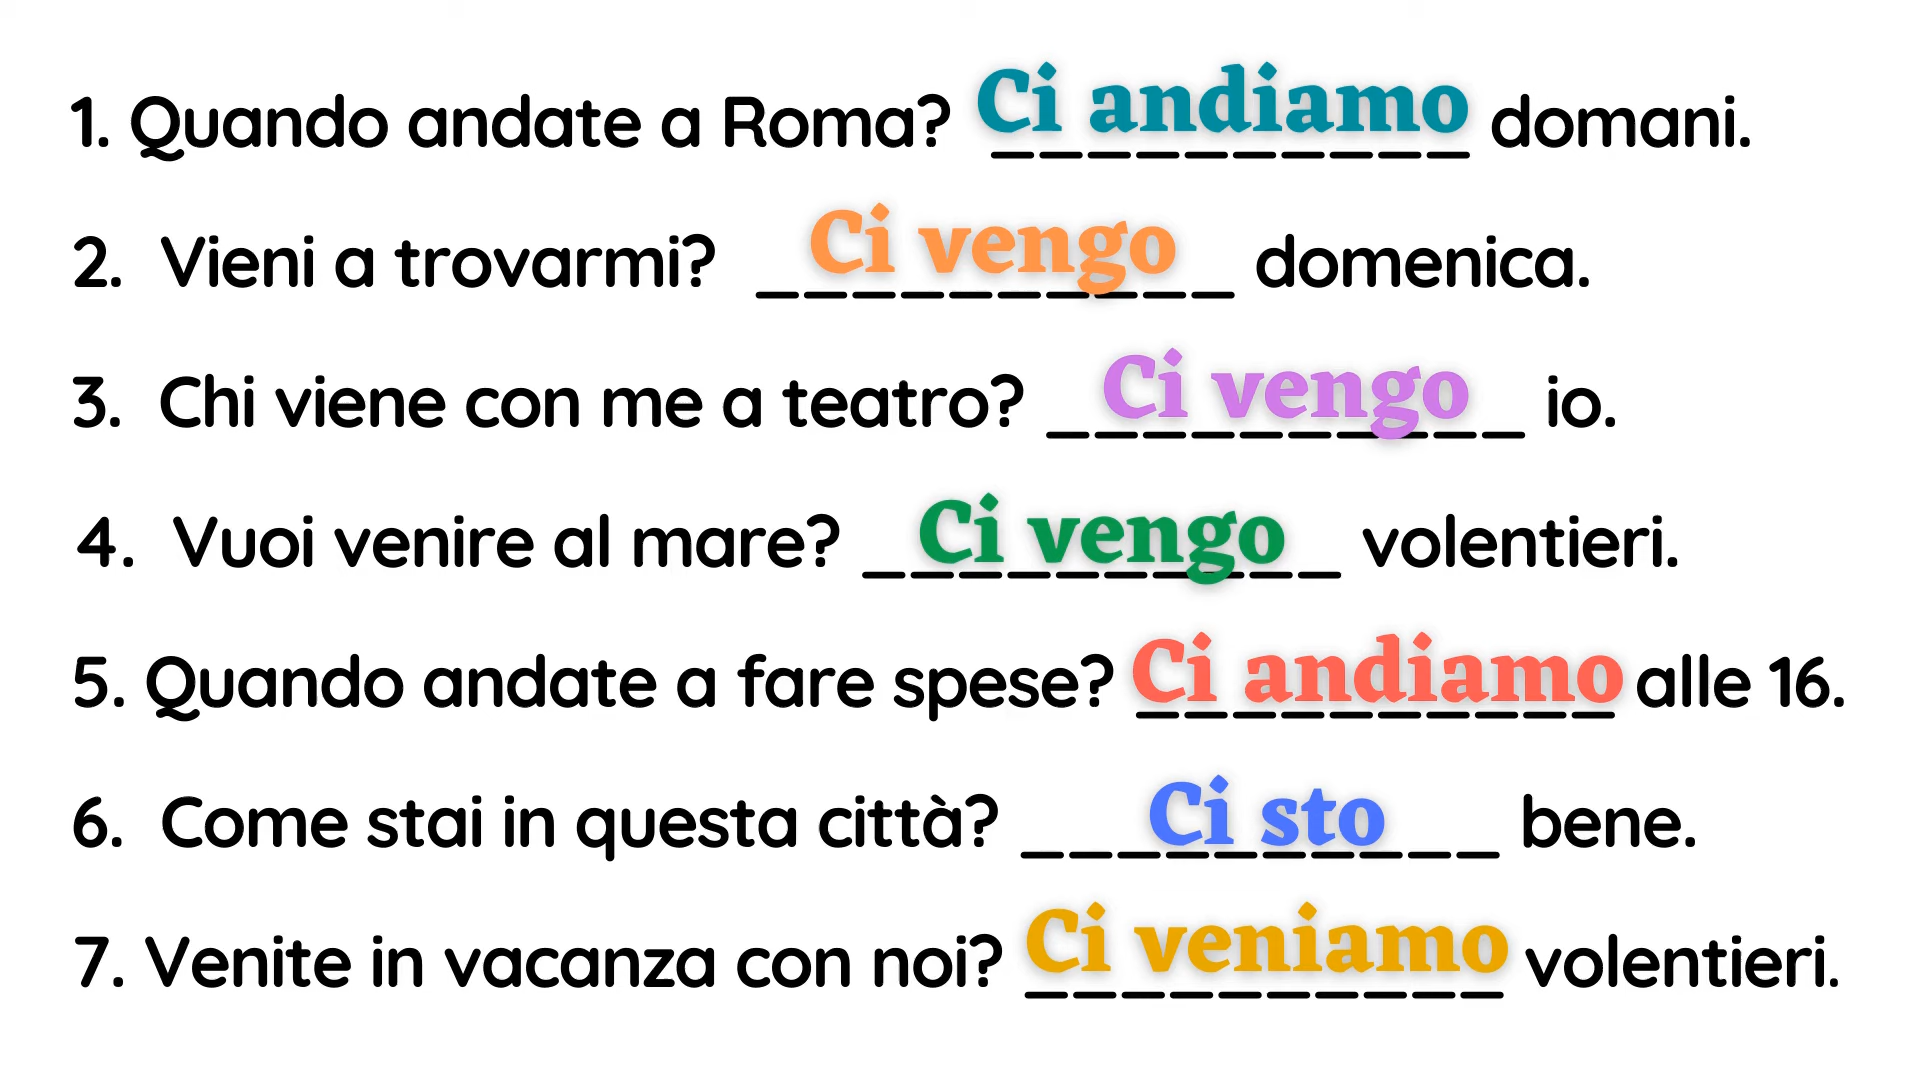 1. Quando andate a Roma? Ci andiamo domani.
2. Vieni a trovarmi? Ci vengo domenica.
3. Chi viene con me a teatro? Ci vengo io.
4. Vuoi venire al mare? Ci vengo volentieri.
5. Quando andate a fare spese? Ci andiamo alle 16.
6. Come stai in questa città? Ci sto bene.
7. Venite in vacanza con noi? Ci veniamo volentieri.